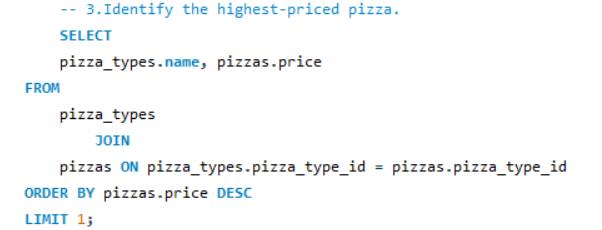 -- 3.Identify the highest-priced pizza.
SELECT
pizza_types.name, pizzas.price
FROM
pizza_types
JOIN
pizzas ON pizza_types.pizza_type_id = pizzas.pizza_type_id
ORDER BY pizzas.price DESC
LIMIT 1;